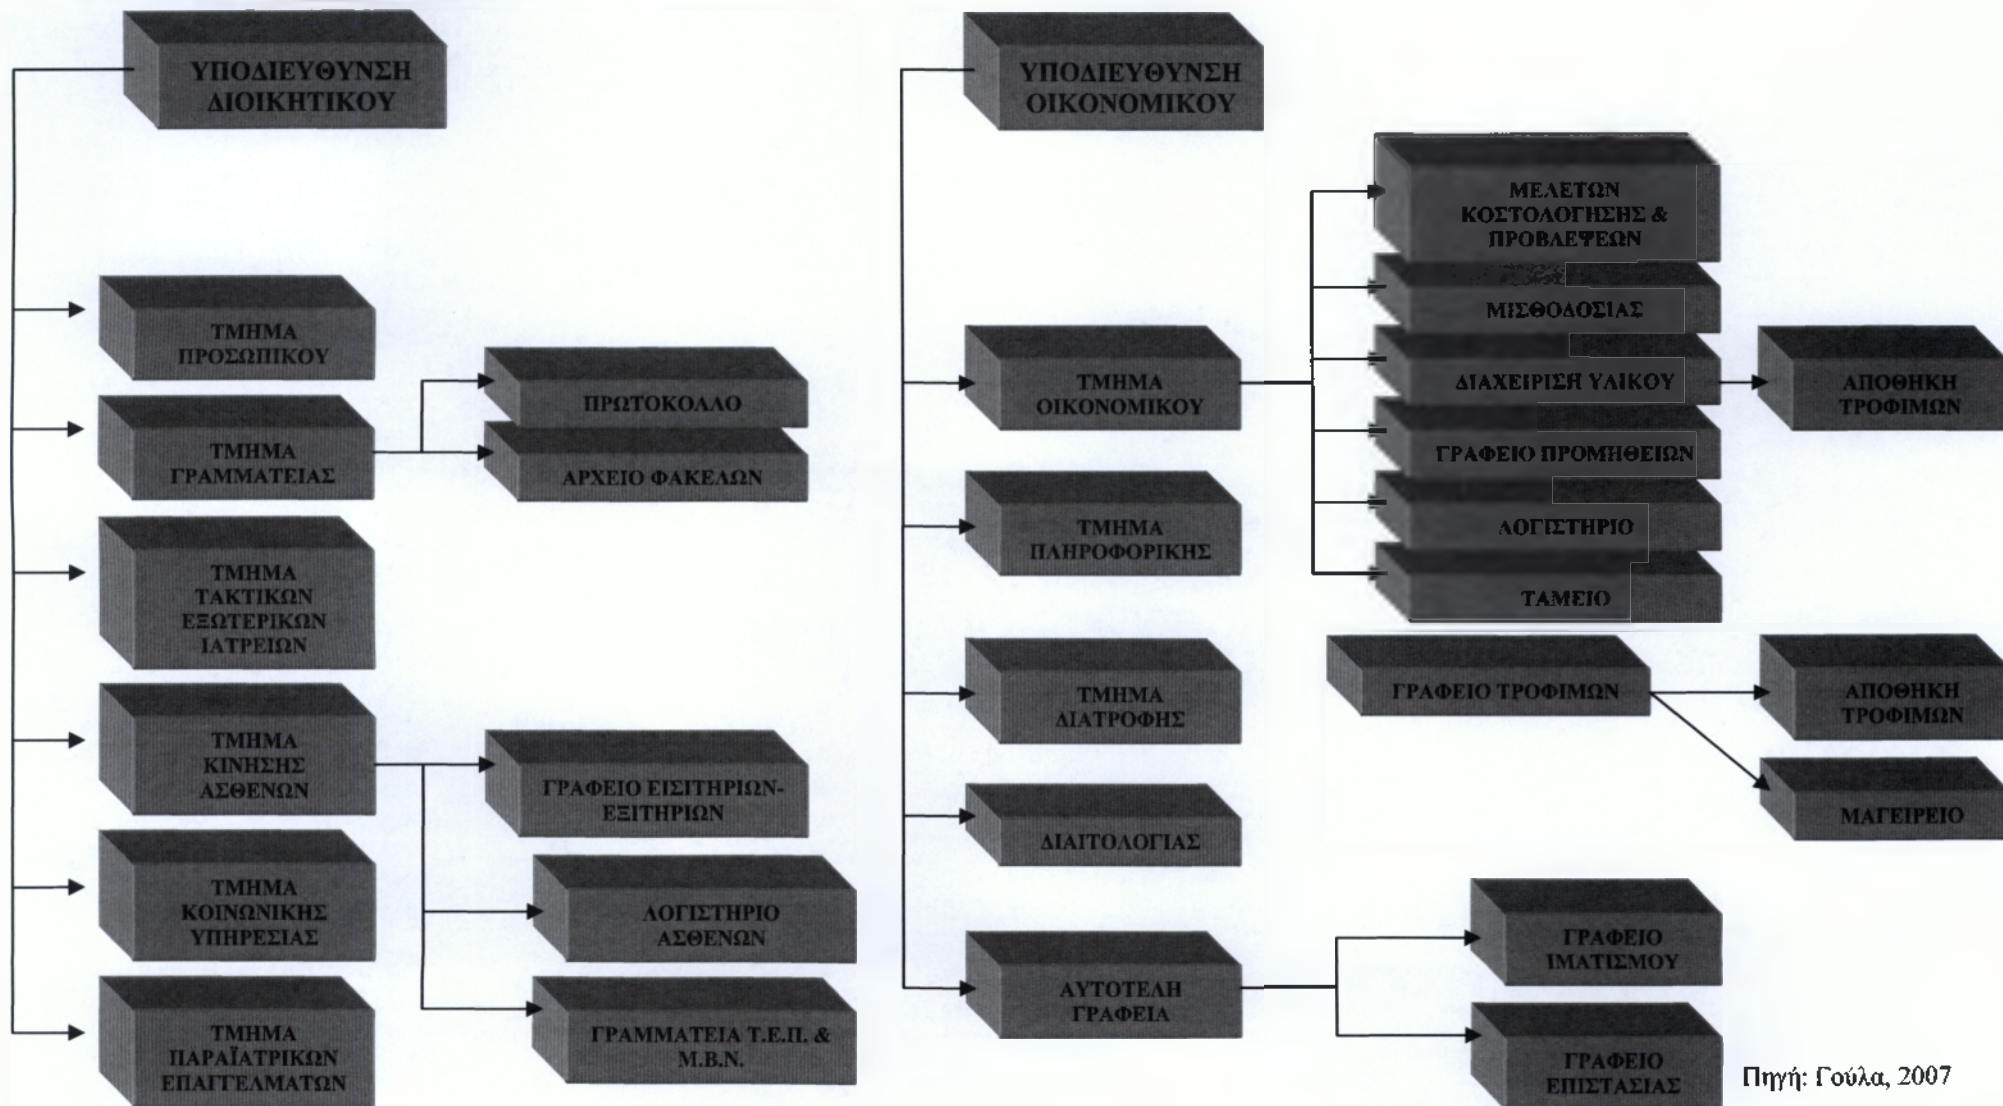 ΥΠΟΔΙΕΥΘΥΝΣΗ
ΔΙΟΙΚΗΤΙΚΟΥ
ΤΜΗΜΑ
ΠΡΟΣΩΠΙΚΟΥ
ΤΜΗΜΑ
ΓΡΑΜΜΑΤΕΙΑΣ
ΠΡΩΤΟΚΟΛΛΟ
ΑΡΧΕΙΟ ΦΑΚΕΛΩΝ
ΤΜΗΜΑ
ΤΑΚΤΙΚΩΝ
ΕΞΩΤΕΡΙΚΩΝ
ΙΑΤΡΕΙΩΝ
ΤΜΗΜΑ
ΚΙΝΗΣΗΣ
ΑΣΘΕΝΩΝ
ΓΡΑΦΕΙΟ ΕΙΣΙΤΗΡΙΩΝ-
ΕΞΙΤΗΡΙΩΝ
ΛΟΓΙΣΤΗΡΙΟ
ΑΣΘΕΝΩΝ
ΓΡΑΜΜΑΤΕΙΑ Τ.Ε.Π. &
Μ.Β.Ν.
ΤΜΗΜΑ
ΚΟΙΝΩΝΙΚΗΣ
ΥΠΗΡΕΣΙΑΣ
ΤΜΗΜΑ
ΠΑΡΑΪΑΤΡΙΚΩΝ
ΕΠΑΓΓΕΛΜΑΤΩΝ
ΥΠΟΔΙΕΥΘΥΝΣΗ
ΟΙΚΟΝΟΜΙΚΟΥ
ΤΜΗΜΑ
ΟΙΚΟΝΟΜΙΚΟΥ
ΜΕΛΕΤΩΝ
ΚΟΣΤΟΛΟΓΗΣΗΣ &
ΠΡΟΒΛΕΨΕΩΝ
ΜΙΣΘΟΔΟΣΙΑΣ
ΔΙΑΧΕΙΡΙΣΗ ΥΛΙΚΟΥ
ΑΠΟΘΗΚΗ
ΤΡΟΦΙΜΩΝ
ΓΡΑΦΕΙΟ ΠΡΟΜΗΘΕΙΩΝ
ΛΟΓΙΣΤΗΡΙΟ
ΤΑΜΕΙΟ
ΤΜΗΜΑ
ΠΛΗΡΟΦΟΡΙΚΗΣ
ΤΜΗΜΑ
ΔΙΑΤΡΟΦΗΣ
ΓΡΑΦΕΙΟ ΤΡΟΦΙΜΩΝ
ΑΠΟΘΗΚΗ
ΤΡΟΦΙΜΩΝ
ΜΑΓΕΙΡΕΙΟ
ΔΙΑΙΤΟΛΟΓΙΑΣ
ΑΥΤΟΤΕΛΗ
ΓΡΑΦΕΙΑ
ΓΡΑΦΕΙΟ
ΙΜΑΤΙΣΜΟΥ
ΓΡΑΦΕΙΟ
ΕΠΙΣΤΑΣΙΑΣ
Πηγή: Γούλα, 2007